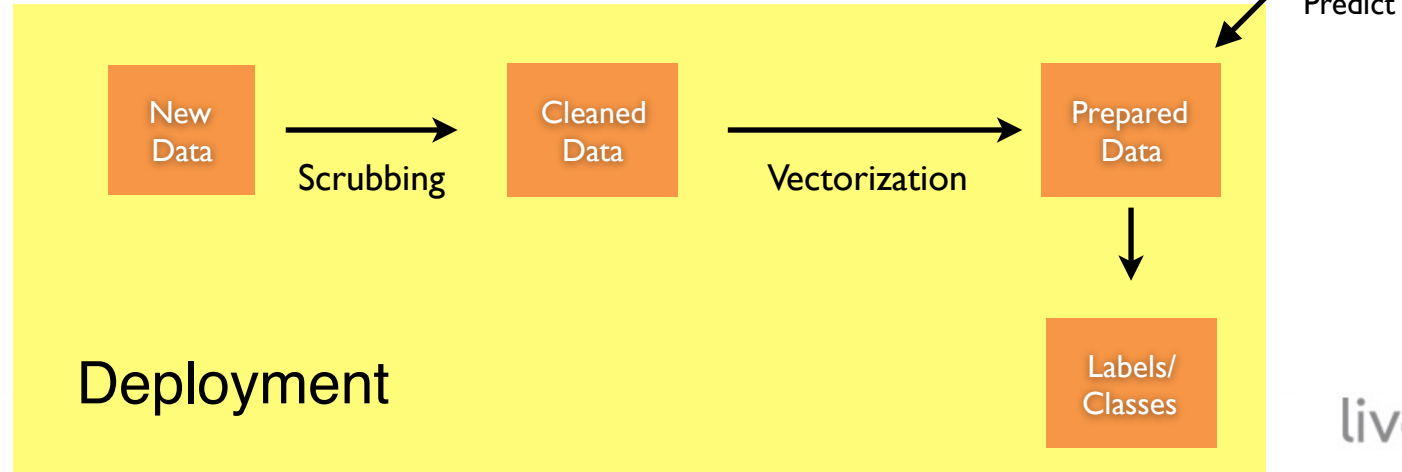 Predict
New
Data
Scrubbing
Cleaned
Data
Vectorization
Prepared
Data
Labels/
Classes
Deployment